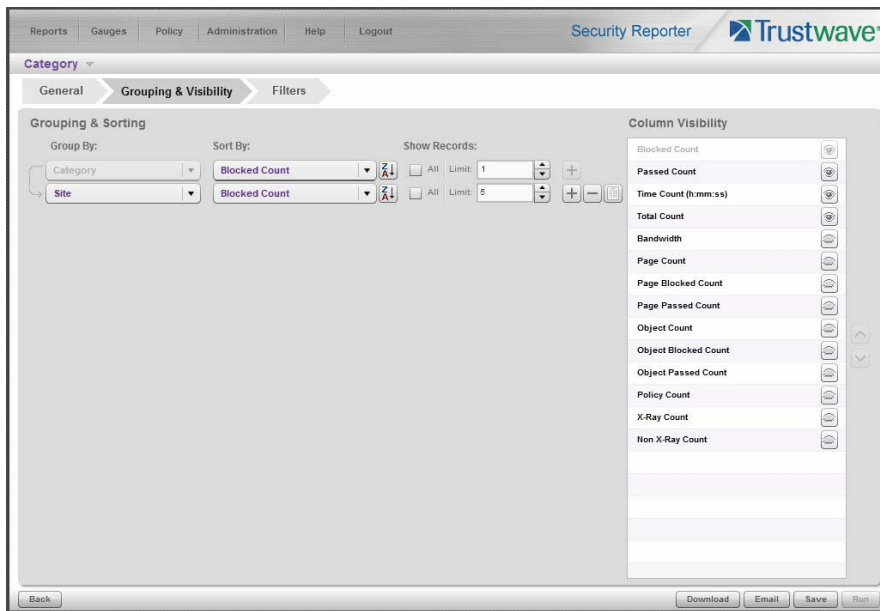 Reports Gauges Policy Administration Help Logout
Security Reporter Trustwave
Category
General Grouping & Visibility Filters
Grouping & Sorting
Group By: Sort By: Show Records:
Category Blocked Count All Limit: 1
Site Blocked Count All Limit: 5
Column Visibility
Blocked Count
Passed Count
Time Count (h:mm:ss)
Total Count
Bandwidth
Page Count
Page Blocked Count
Page Passed Count
Object Count
Object Blocked Count
Object Passed Count
Policy Count
X-Ray Count
Non X-Ray Count
Back Download Email Save Run